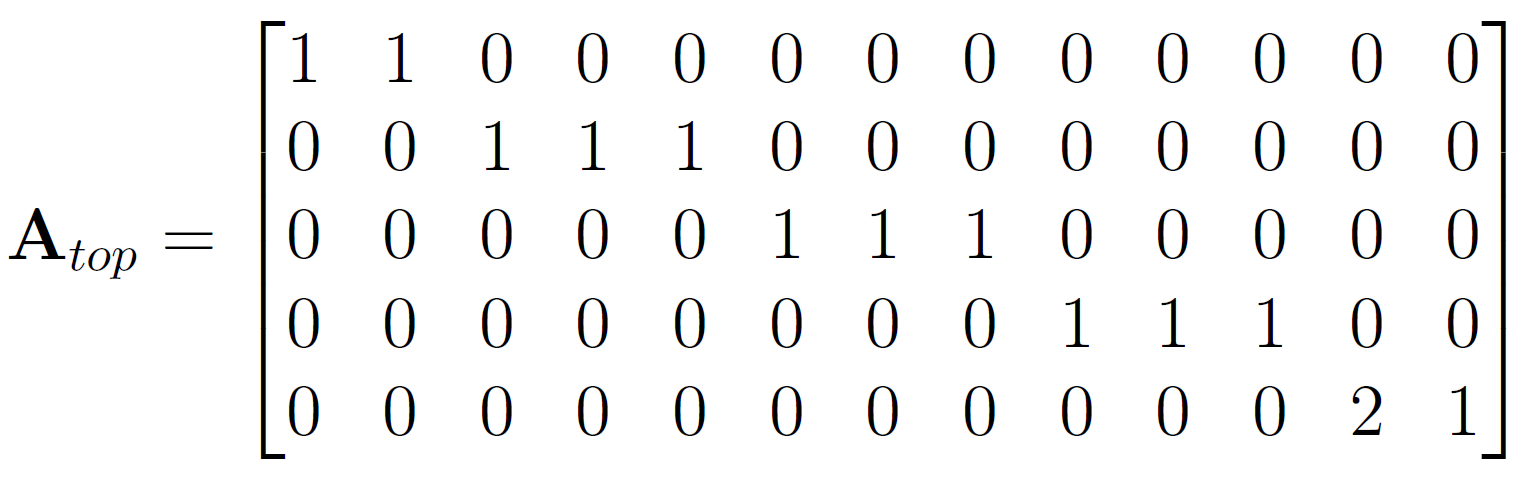 1 1 0 0 0 0 0 0 0 0 0 0 0
0 0 1 1 1 0 0 0 0 0 0 0 0
A_top = 0 0 0 0 0 1 1 1 0 0 0 0 0
0 0 0 0 0 0 0 0 1 1 1 0 0
0 0 0 0 0 0 0 0 0 0 0 2 1